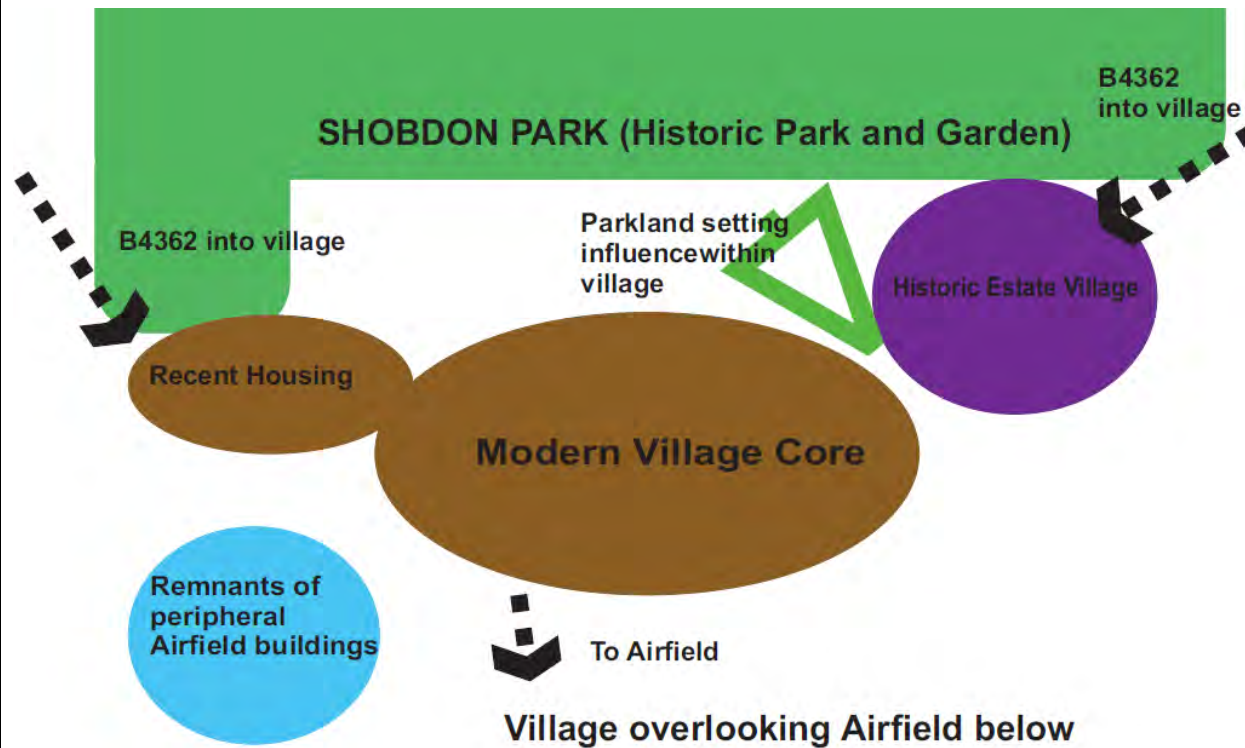 B4362
into village
SHOBDON PARK (Historic Park and Garden)
B4362 into village
Parkland setting
influencewithin
village
Historic Estate Village
Recent Housing
Modern Village Core
Remnants of
peripheral
Airfield buildings
To Airfield
Village overlooking Airfield below